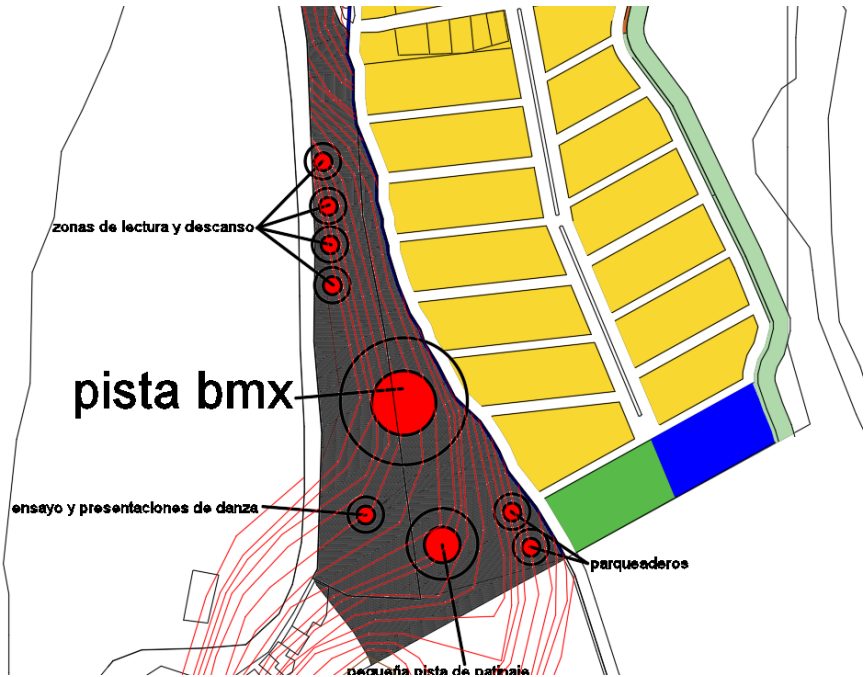 zonas de lectura y descanso
pista bmx
ensayo y presentaciones de danza
parqueaderos
pequeña pista de patinaje